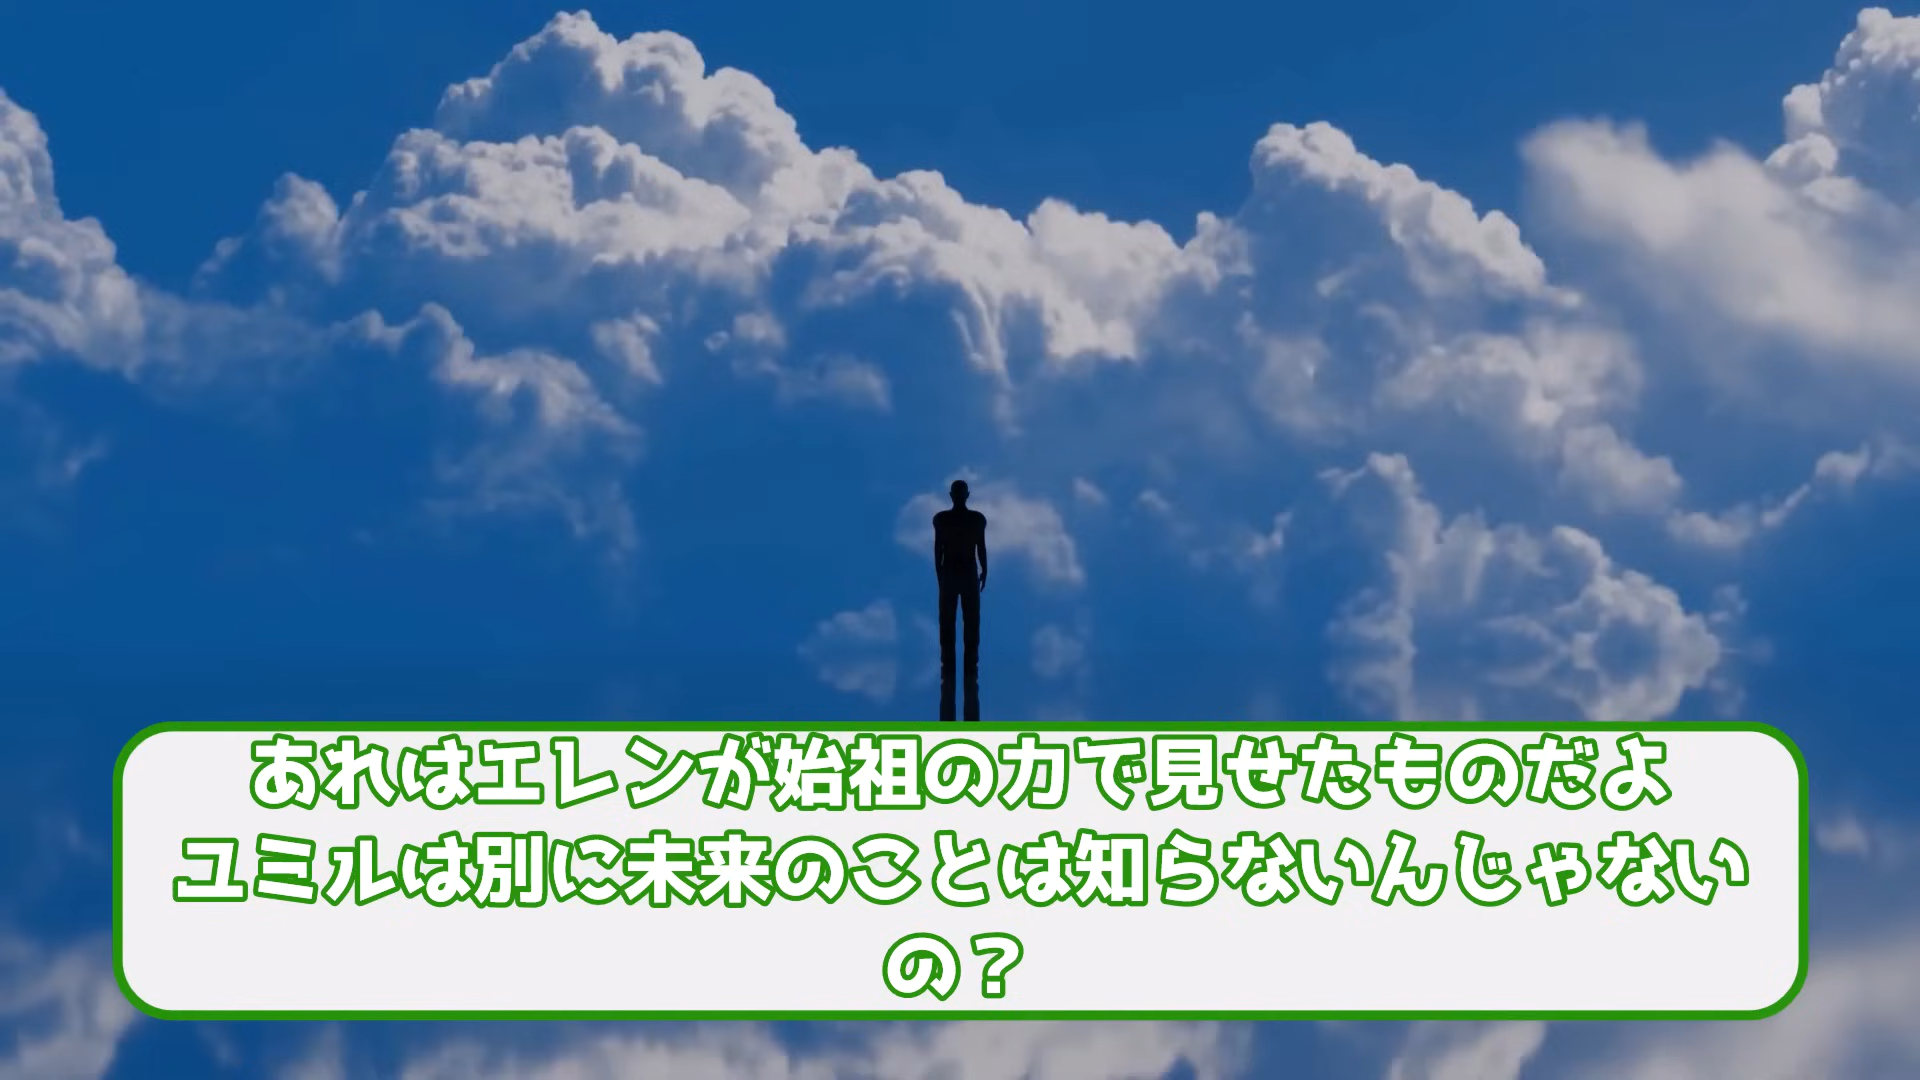 あれはエレンが始祖の力で見せたものだよ
ユミルは別に未来のことは知らないんじゃない
の？